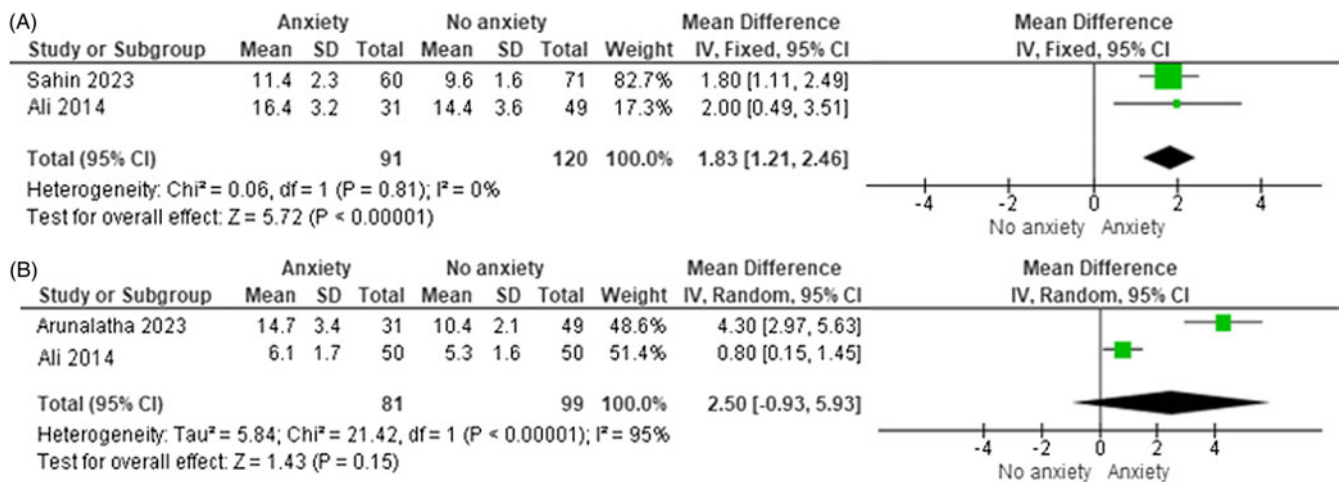 (A) Anxiety No anxiety Mean Difference Mean Difference
Study or Subgroup Mean SD Total Mean SD Total Weight IV, Fixed, 95% CI IV, Fixed, 95% CI
Sahin 2023 11.4 2.3 60 9.6 1.6 71 82.7% 1.80 [1.11, 2.49]
Ali 2014 16.4 3.2 31 14.4 3.6 49 17.3% 2.00 [0.49, 3.51]
Total (95% CI) 91 120 100.0% 1.83 [1.21, 2.46]
Heterogeneity: Chi² = 0.06, df = 1 (P = 0.81); I² = 0%
Test for overall effect: Z = 5.72 (P < 0.00001)
-4 -2 0 2 4
No anxiety Anxiety
(B) Anxiety No anxiety Mean Difference Mean Difference
Study or Subgroup Mean SD Total Mean SD Total Weight IV, Random, 95% CI IV, Random, 95% CI
Arunalatha 2023 14.7 3.4 31 10.4 2.1 49 48.6% 4.30 [2.97, 5.63]
Ali 2014 6.1 1.7 50 5.3 1.6 50 51.4% 0.80 [0.15, 1.45]
Total (95% CI) 81 99 100.0% 2.50 [-0.93, 5.93]
Heterogeneity: Tau² = 5.84; Chi² = 21.42, df = 1 (P < 0.00001); I² = 95%
Test for overall effect: Z = 1.43 (P = 0.15)
-4 -2 0 2 4
No anxiety Anxiety